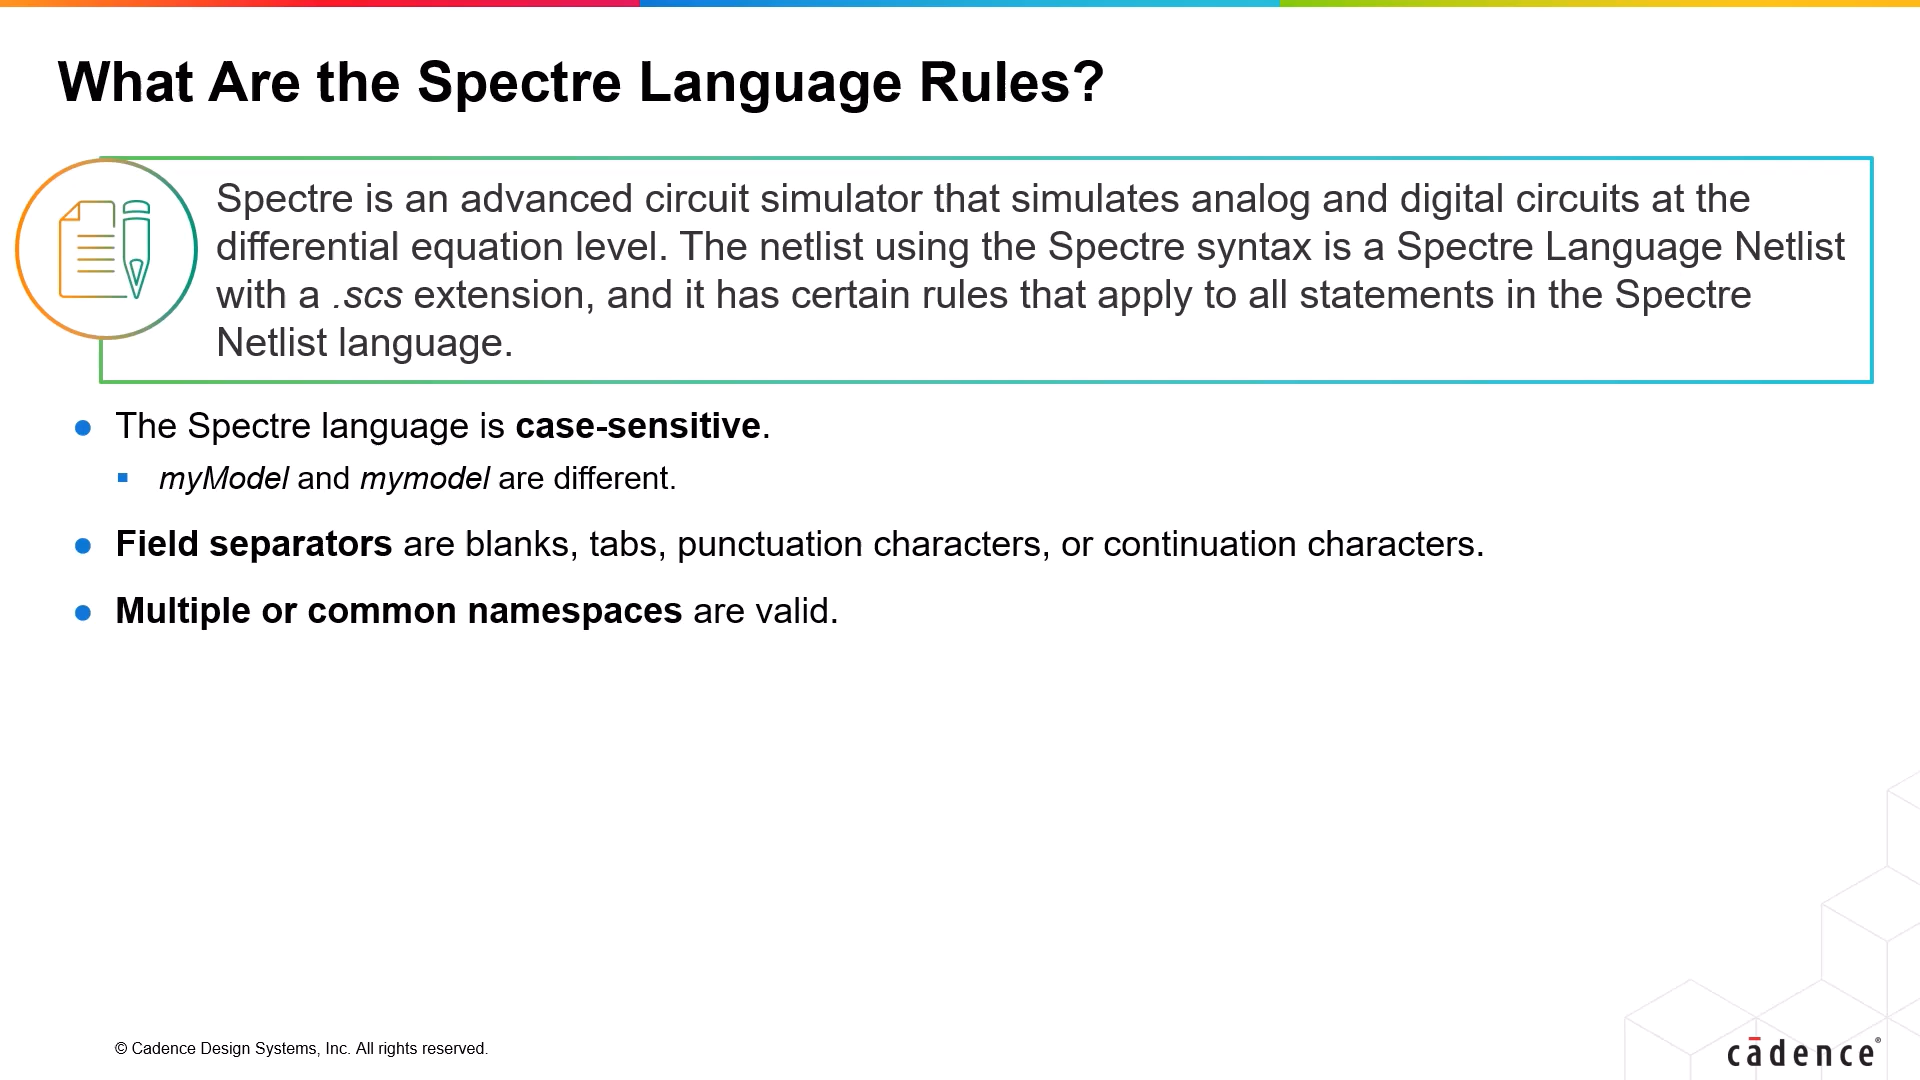 What Are the Spectre Language Rules?
Spectre is an advanced circuit simulator that simulates analog and digital circuits at the
differential equation level. The netlist using the Spectre syntax is a Spectre Language Netlist
with a .scs extension, and it has certain rules that apply to all statements in the Spectre
Netlist language.
● The Spectre language is case-sensitive.
▪ myModel and mymodel are different.
● Field separators are blanks, tabs, punctuation characters, or continuation characters.
● Multiple or common namespaces are valid.
© Cadence Design Systems, Inc. All rights reserved.
cādence®